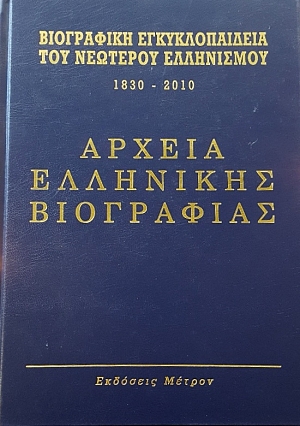 ΒΙΟΓΡΑΦΙΚΗ ΕΓΚΥΚΛΟΠΑΙΔΕΙΑ
ΤΟΥ ΝΕΩΤΕΡΟΥ ΕΛΛΗΝΙΣΜΟΥ
1830 - 2010
ΑΡΧΕΙΑ
ΕΛΛΗΝΙΚΗΣ
ΒΙΟΓΡΑΦΙΑΣ
Εκδόσεις Μέτρον